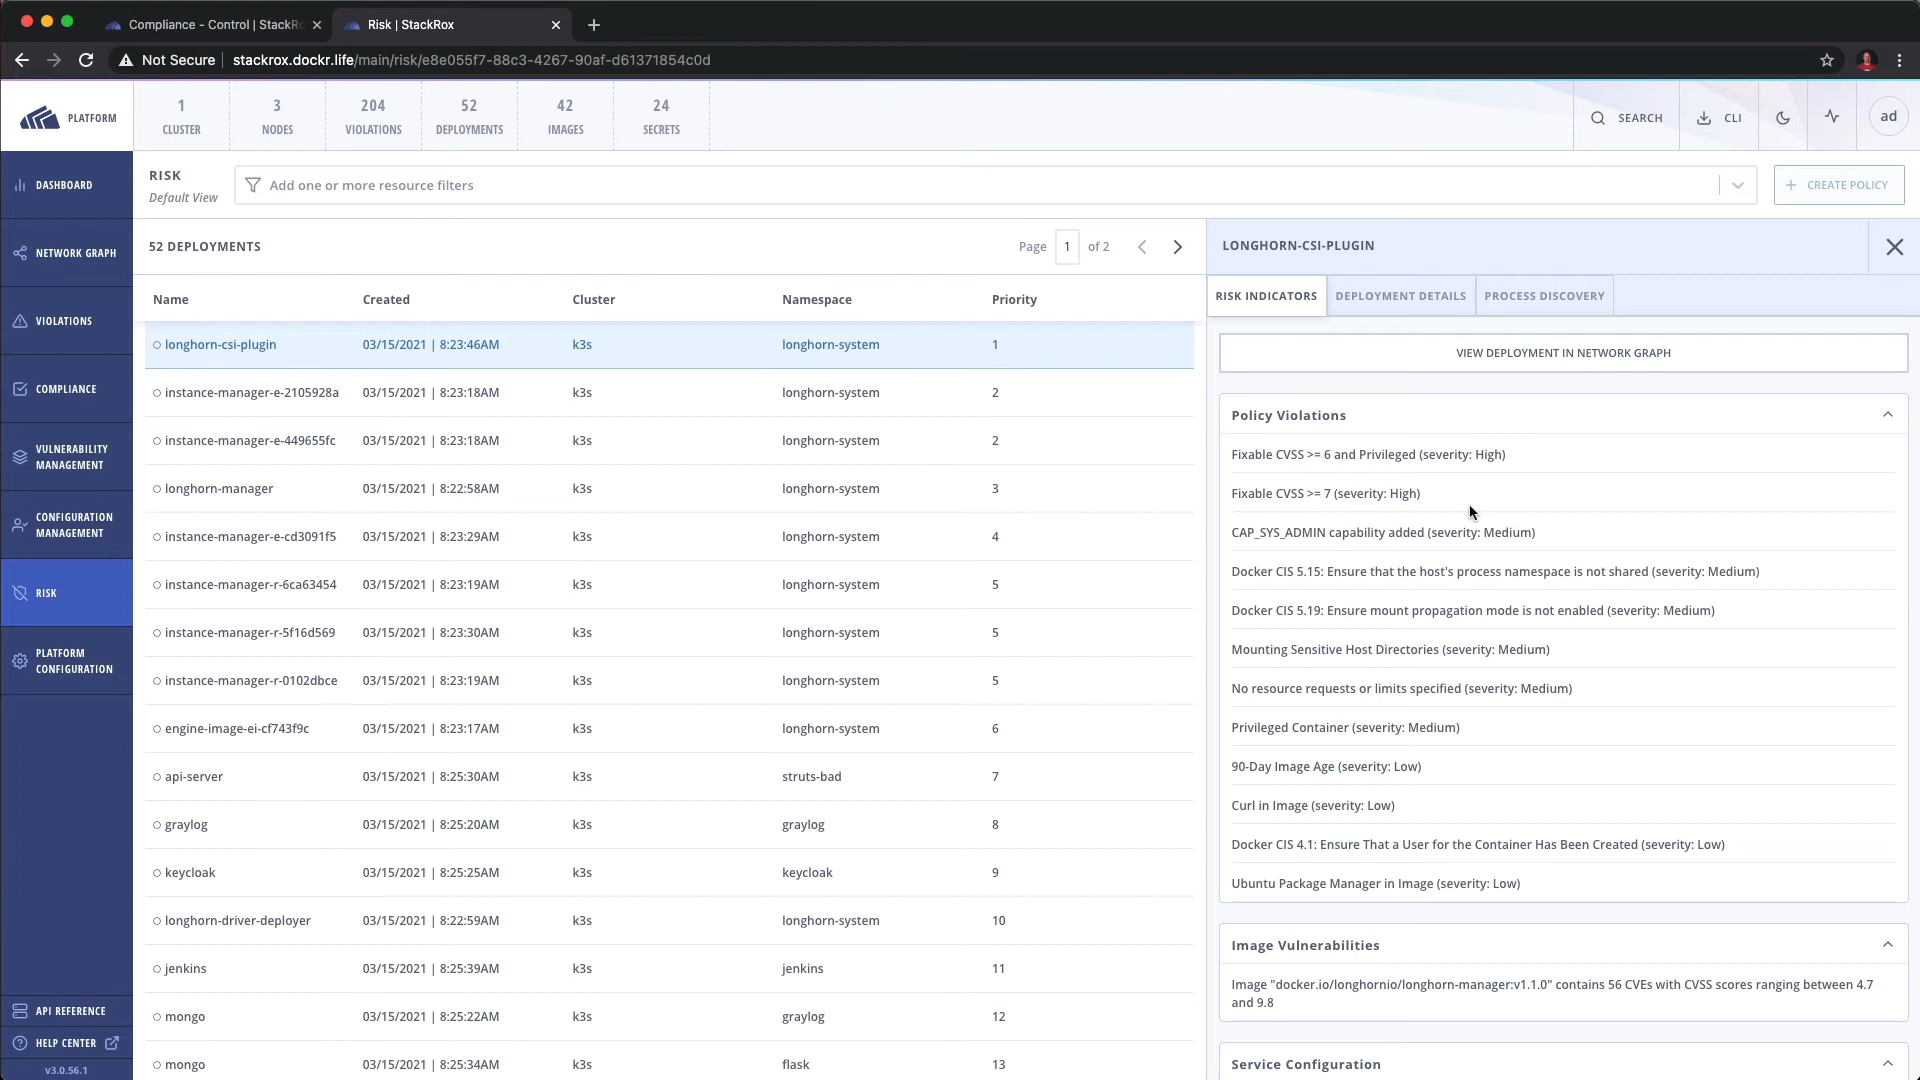 Compliance - Control | StackR
Risk | StackRox
Not Secure | stackrox.dockr.life/main/risk/e8e055f7-88c3-4267-90af-d61371854c0d
PLATFORM
1 CLUSTER
3 NODES
204 VIOLATIONS
52 DEPLOYMENTS
42 IMAGES
24 SECRETS
SEARCH
CLI
ad
DASHBOARD
NETWORK GRAPH
VIOLATIONS
COMPLIANCE
VULNERABILITY
MANAGEMENT
CONFIGURATION
MANAGEMENT
RISK
PLATFORM
CONFIGURATION
API REFERENCE
HELP CENTER
v3.0.56.1
RISK
Default View
Add one or more resource filters
+ CREATE POLICY
52 DEPLOYMENTS
Page 1 of 2
Name Created Cluster Namespace Priority
longhorn-csi-plugin 03/15/2021 | 8:23:46AM k3s longhorn-system 1
instance-manager-e-2105928a 03/15/2021 | 8:23:18AM k3s longhorn-system 2
instance-manager-e-449655fc 03/15/2021 | 8:23:18AM k3s longhorn-system 2
longhorn-manager 03/15/2021 | 8:22:58AM k3s longhorn-system 3
instance-manager-e-cd3091f5 03/15/2021 | 8:23:29AM k3s longhorn-system 4
instance-manager-r-6ca63454 03/15/2021 | 8:23:19AM k3s longhorn-system 5
instance-manager-r-5f16d569 03/15/2021 | 8:23:30AM k3s longhorn-system 5
instance-manager-r-0102dbce 03/15/2021 | 8:23:19AM k3s longhorn-system 5
engine-image-ei-cf743f9c 03/15/2021 | 8:23:17AM k3s longhorn-system 6
api-server 03/15/2021 | 8:25:30AM k3s struts-bad 7
graylog 03/15/2021 | 8:25:20AM k3s graylog 8
keycloak 03/15/2021 | 8:25:25AM k3s keycloak 9
longhorn-driver-deployer 03/15/2021 | 8:22:59AM k3s longhorn-system 10
jenkins 03/15/2021 | 8:25:39AM k3s jenkins 11
mongo 03/15/2021 | 8:25:22AM k3s graylog 12
mongo 03/15/2021 | 8:25:34AM k3s flask 13
LONGHORN-CSI-PLUGIN
RISK INDICATORS
DEPLOYMENT DETAILS
PROCESS DISCOVERY
VIEW DEPLOYMENT IN NETWORK GRAPH
Policy Violations
Fixable CVSS >= 6 and Privileged (severity: High)
Fixable CVSS >= 7 (severity: High)
CAP_SYS_ADMIN capability added (severity: Medium)
Docker CIS 5.15: Ensure that the host's process namespace is not shared (severity: Medium)
Docker CIS 5.19: Ensure mount propagation mode is not enabled (severity: Medium)
Mounting Sensitive Host Directories (severity: Medium)
No resource requests or limits specified (severity: Medium)
Privileged Container (severity: Medium)
90-Day Image Age (severity: Low)
Curl in Image (severity: Low)
Docker CIS 4.1: Ensure That a User for the Container Has Been Created (severity: Low)
Ubuntu Package Manager in Image (severity: Low)
Image Vulnerabilities
Image "docker.io/longhornio/longhorn-manager:v1.1.0" contains 56 CVEs with CVSS scores ranging between 4.7
and 9.8
Service Configuration